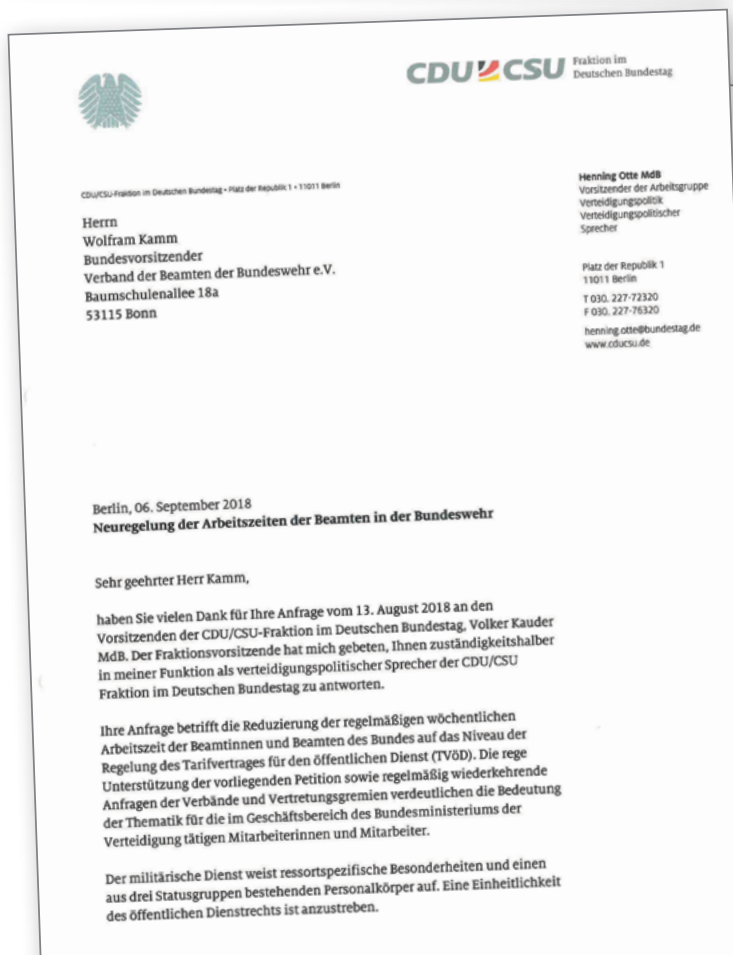 CDU CSU Fraktion im
Deutschen Bundestag
CDU/CSU-Fraktion im Deutschen Bundestag • Platz der Republik 1 • 11011 Berlin
Herrn
Wolfram Kamm
Bundesvorsitzender
Verband der Beamten der Bundeswehr e.V.
Baumschulenallee 18a
53115 Bonn
Henning Otte MdB
Vorsitzender der Arbeitsgruppe
Verteidigungspolitik
Verteidigungspolitischer
Sprecher
Platz der Republik 1
11011 Berlin
T 030. 227-72320
F 030. 227-76320
henning.otte@bundestag.de
www.cducsu.de
Berlin, 06. September 2018
Neuregelung der Arbeitszeiten der Beamten in der Bundeswehr
Sehr geehrter Herr Kamm,
haben Sie vielen Dank für Ihre Anfrage vom 13. August 2018 an den
Vorsitzenden der CDU/CSU-Fraktion im Deutschen Bundestag, Volker Kauder
MdB. Der Fraktionsvorsitzende hat mich gebeten, Ihnen zuständigkeitshalber
in meiner Funktion als verteidigungspolitischer Sprecher der CDU/CSU
Fraktion im Deutschen Bundestag zu antworten.
Ihre Anfrage betrifft die Reduzierung der regelmäßigen wöchentlichen
Arbeitszeit der Beamtinnen und Beamten des Bundes auf das Niveau der
Regelung des Tarifvertrages für den öffentlichen Dienst (TVöD). Die rege
Unterstützung der vorliegenden Petition sowie regelmäßig wiederkehrende
Anfragen der Verbände und Vertretungsgremien verdeutlichen die Bedeutung
der Thematik für die im Geschäftsbereich des Bundesministeriums der
Verteidigung tätigen Mitarbeiterinnen und Mitarbeiter.
Der militärische Dienst weist ressortspezifische Besonderheiten und einen
aus drei Statusgruppen bestehenden Personalkörper auf. Eine Einheitlichkeit
des öffentlichen Dienstrechts ist anzustreben.